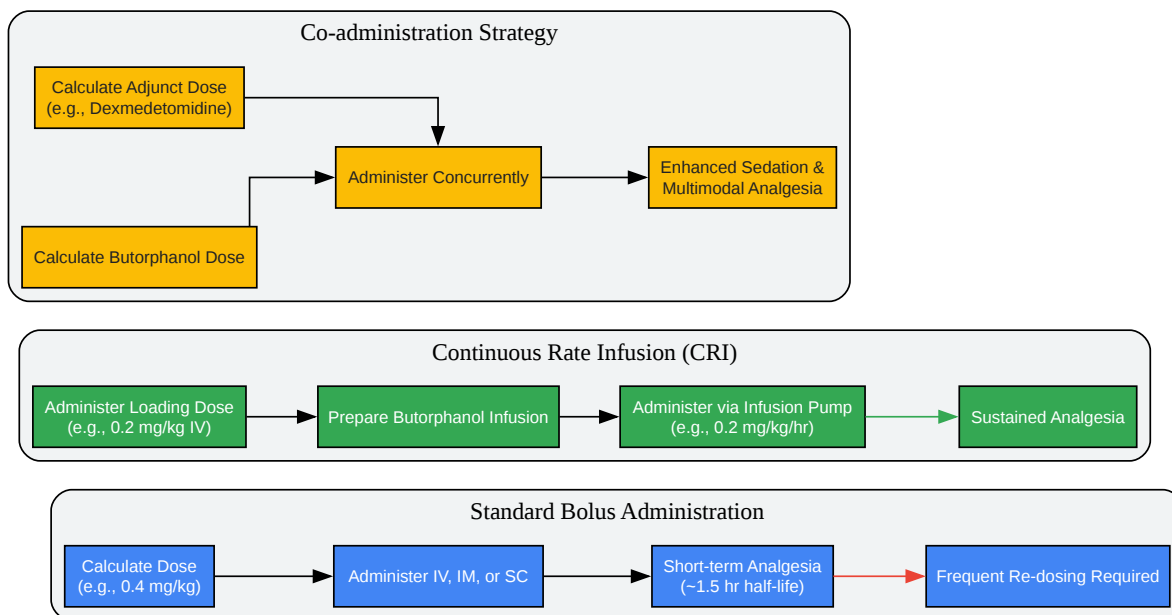 Co-administration Strategy
Calculate Adjunct Dose
(e.g., Dexmedetomidine)
Administer Concurrently
Enhanced Sedation &
Multimodal Analgesia
Calculate Butorphanol Dose
Continuous Rate Infusion (CRI)
Administer Loading Dose
(e.g., 0.2 mg/kg IV)
Prepare Butorphanol Infusion
Administer via Infusion Pump
(e.g., 0.2 mg/kg/hr)
Sustained Analgesia
Standard Bolus Administration
Calculate Dose
(e.g., 0.4 mg/kg)
Administer IV, IM, or SC
Short-term Analgesia
(~1.5 hr half-life)
Frequent Re-dosing Required